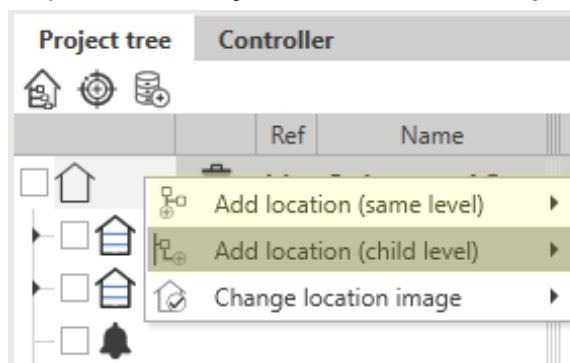 Project tree Controller
Ref Name
Add location (same level)
Add location (child level)
Change location image